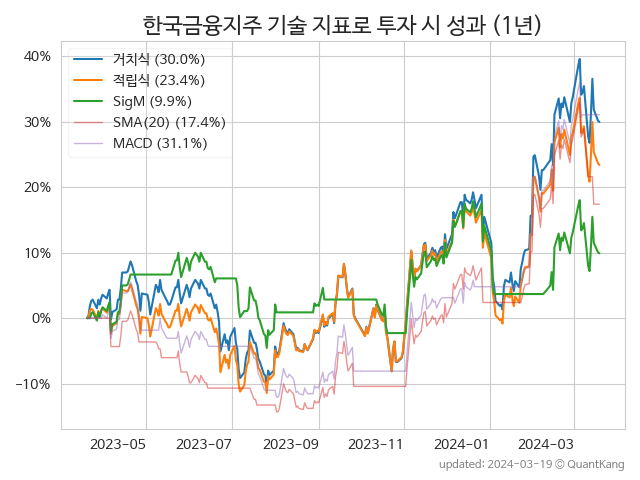 한국금융지주 기술 지표로 투자 시 성과 (1년)
40%
30%
20%
10%
0%
−10%
거치식 (30.0%)
적립식 (23.4%)
SigM (9.9%)
SMA(20) (17.4%)
MACD (31.1%)
2023-05 2023-07 2023-09 2023-11 2024-01 2024-03
updated: 2024-03-19 © QuantKang